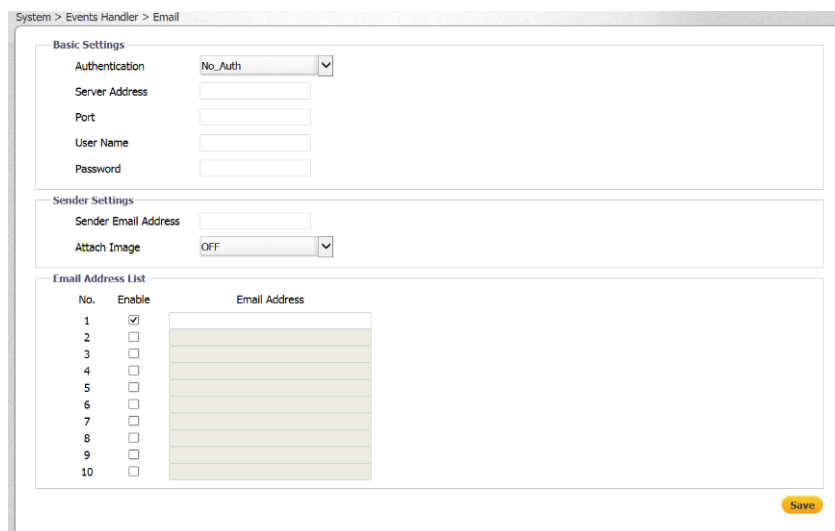 System > Events Handler > Email
Basic Settings
Authentication No_Auth
Server Address
Port
User Name
Password
Sender Settings
Sender Email Address
Attach Image OFF
Email Address List
No. Enable Email Address
1
2
3
4
5
6
7
8
9
10
Save